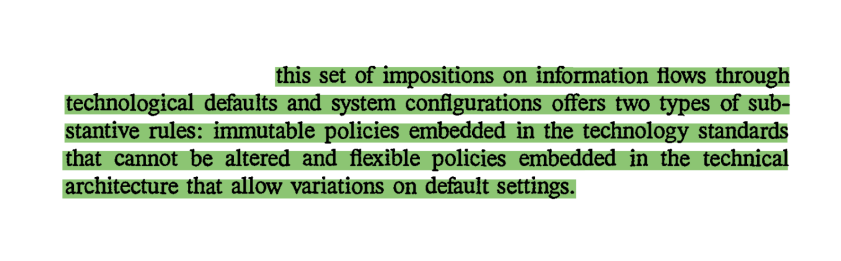 this set of impositions on information flows through
technological defaults and system configurations offers two types of sub-
stantive rules: immutable policies embedded in the technology standards
that cannot be altered and flexible policies embedded in the technical
architecture that allow variations on default settings.